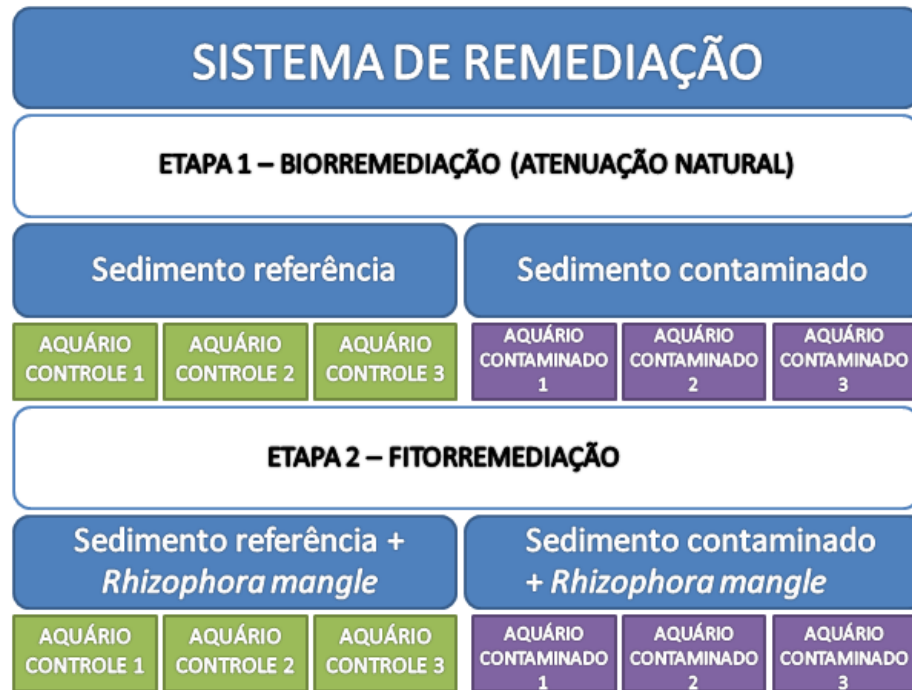 SISTEMA DE REMEDIAÇÃO
ETAPA 1 – BIORREMEDIAÇÃO (ATENUAÇÃO NATURAL)
Sedimento referência
Sedimento contaminado
AQUÁRIO
CONTROLE 1
AQUÁRIO
CONTROLE 2
AQUÁRIO
CONTROLE 3
AQUÁRIO
CONTAMINADO
1
AQUÁRIO
CONTAMINADO
2
AQUÁRIO
CONTAMINADO
3
ETAPA 2 – FITORREMEDIAÇÃO
Sedimento referência +
Rhizophora mangle
Sedimento contaminado
+ Rhizophora mangle
AQUÁRIO
CONTROLE 1
AQUÁRIO
CONTROLE 2
AQUÁRIO
CONTROLE 3
AQUÁRIO
CONTAMINADO
1
AQUÁRIO
CONTAMINADO
2
AQUÁRIO
CONTAMINADO
3